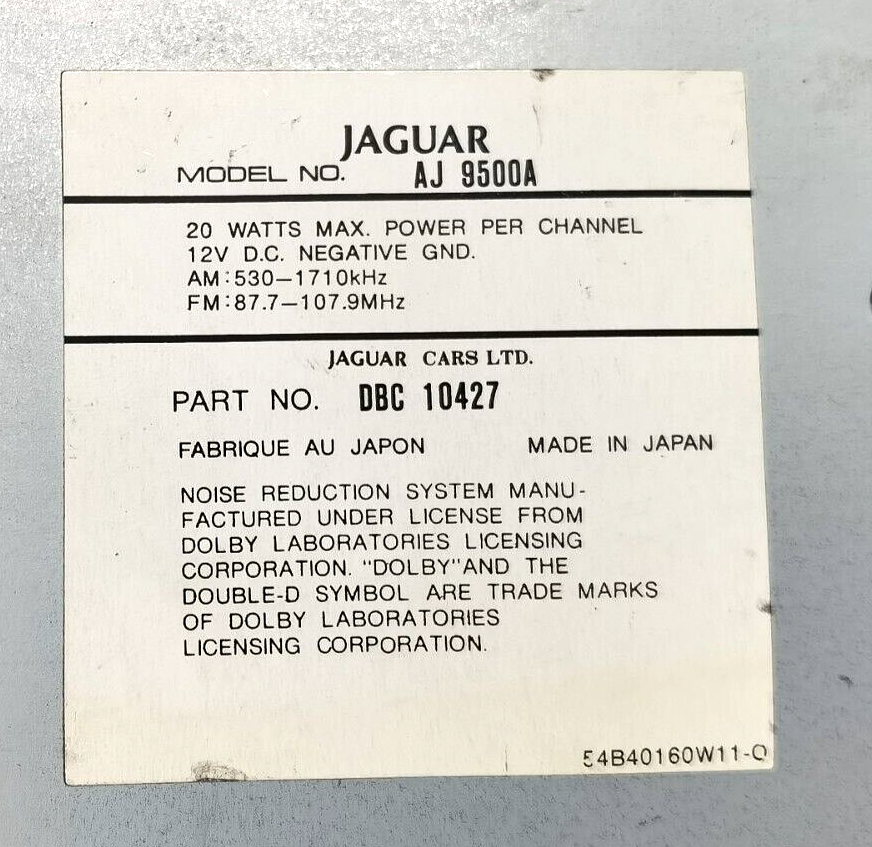 JAGUAR
MODEL NO. AJ 9500A
20 WATTS MAX. POWER PER CHANNEL
12V D.C. NEGATIVE GND.
AM:530–1710kHz
FM:87.7–107.9MHz
JAGUAR CARS LTD.
PART NO. DBC 10427
FABRIQUE AU JAPON MADE IN JAPAN
NOISE REDUCTION SYSTEM MANU-
FACTURED UNDER LICENSE FROM
DOLBY LABORATORIES LICENSING
CORPORATION. "DOLBY"AND THE
DOUBLE-D SYMBOL ARE TRADE MARKS
OF DOLBY LABORATORIES
LICENSING CORPORATION.
54B40160W11-O